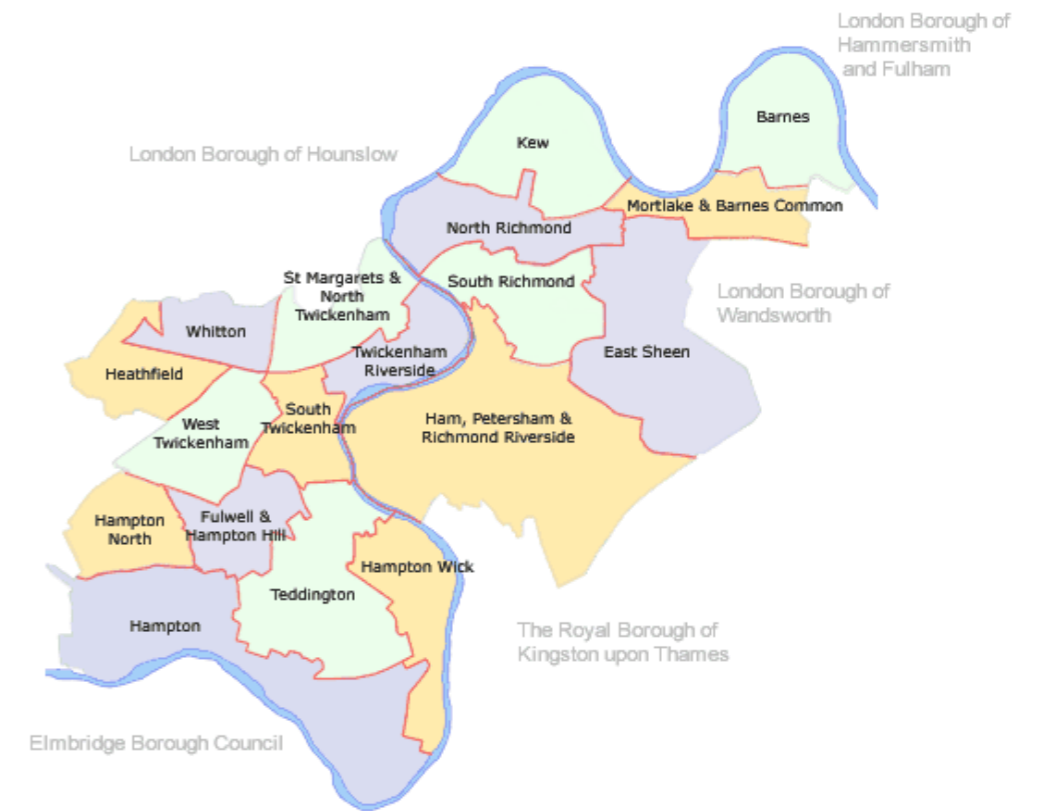 London Borough of
Hammersmith
and Fulham
Barnes
Kew
London Borough of Hounslow
Mortlake & Barnes Common
North Richmond
St Margarets &
North
Twickenham
South Richmond
London Borough of
Wandsworth
Whitton
Twickenham
Riverside
East Sheen
Heathfield
South
Twickenham
West
Twickenham
Ham, Petersham &
Richmond Riverside
Hampton
North
Fulwell &
Hampton Hill
Hampton Wick
Teddington
Hampton
The Royal Borough of
Kingston upon Thames
Elmbridge Borough Council